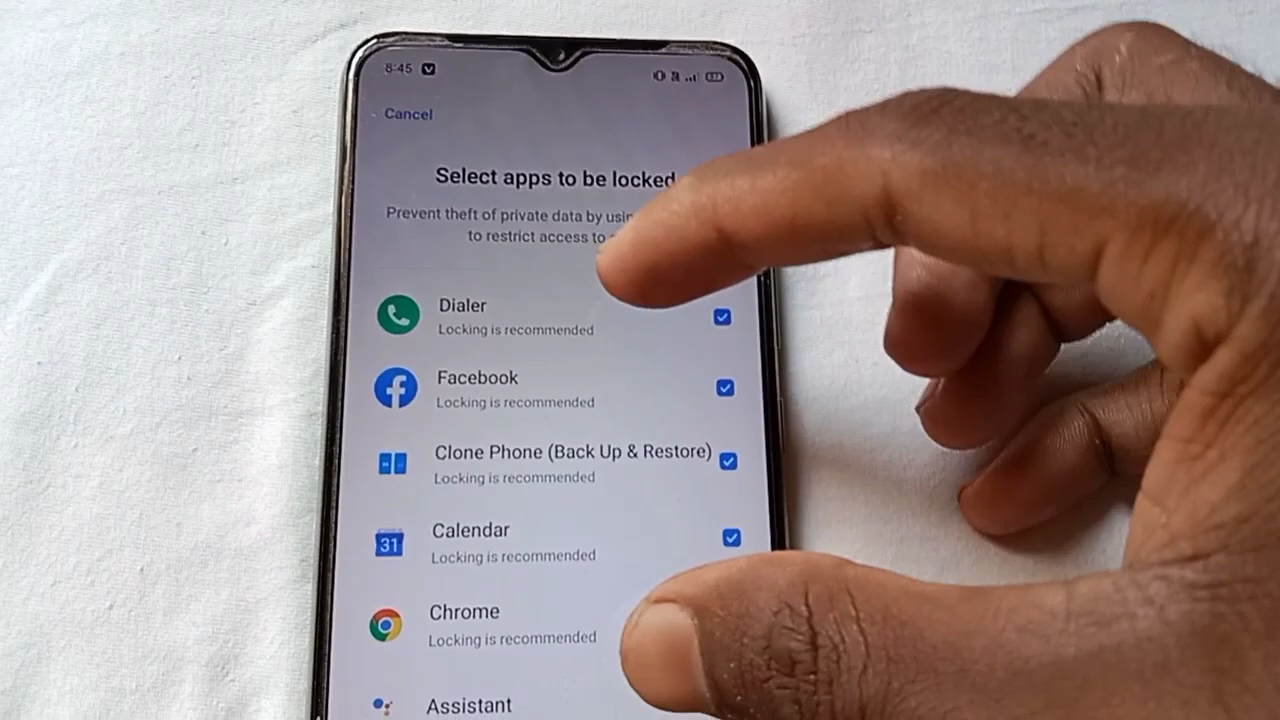 8:45
Cancel
Select apps to be locked
Prevent theft of private data by
to restrict access to
Dialer
Locking is recommended
Facebook
Locking is recommended
Clone Phone (Back Up & Restore)
Locking is recommended
31
Calendar
Locking is recommended
Chrome
Locking is recommended
Assistant